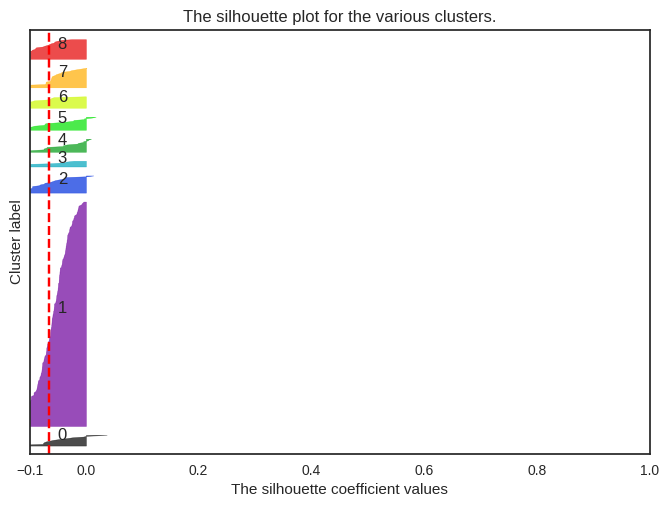 The silhouette plot for the various clusters.
8
7
6
5
4
3
2
1
0
Cluster label
−0.1 0.0 0.2 0.4 0.6 0.8 1.0
The silhouette coefficient values